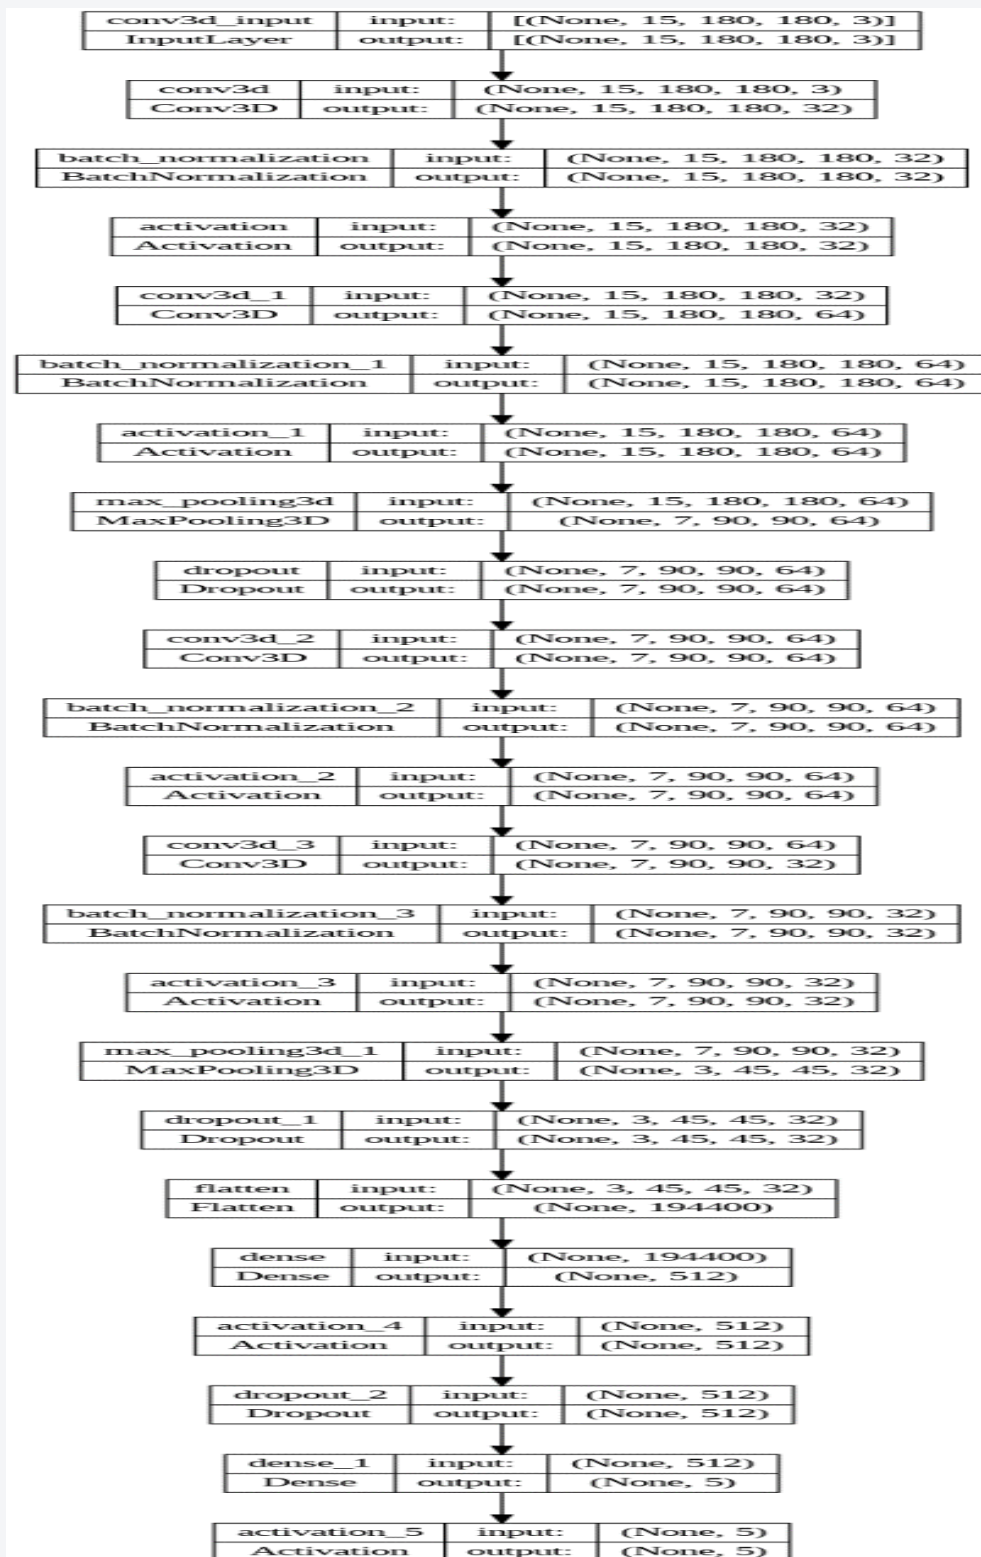 conv3d_input input: [(None, 15, 180, 180, 3)]
InputLayer output: [(None, 15, 180, 180, 3)]
conv3d input: (None, 15, 180, 180, 3)
Conv3D output: (None, 15, 180, 180, 32)
batch_normalization input: (None, 15, 180, 180, 32)
BatchNormalization output: (None, 15, 180, 180, 32)
activation input: (None, 15, 180, 180, 32)
Activation output: (None, 15, 180, 180, 32)
conv3d_1 input: (None, 15, 180, 180, 32)
Conv3D output: (None, 15, 180, 180, 64)
batch_normalization_1 input: (None, 15, 180, 180, 64)
BatchNormalization output: (None, 15, 180, 180, 64)
activation_1 input: (None, 15, 180, 180, 64)
Activation output: (None, 15, 180, 180, 64)
max_pooling3d input: (None, 15, 180, 180, 64)
MaxPooling3D output: (None, 7, 90, 90, 64)
dropout input: (None, 7, 90, 90, 64)
Dropout output: (None, 7, 90, 90, 64)
conv3d_2 input: (None, 7, 90, 90, 64)
Conv3D output: (None, 7, 90, 90, 64)
batch_normalization_2 input: (None, 7, 90, 90, 64)
BatchNormalization output: (None, 7, 90, 90, 64)
activation_2 input: (None, 7, 90, 90, 64)
Activation output: (None, 7, 90, 90, 64)
conv3d_3 input: (None, 7, 90, 90, 64)
Conv3D output: (None, 7, 90, 90, 32)
batch_normalization_3 input: (None, 7, 90, 90, 32)
BatchNormalization output: (None, 7, 90, 90, 32)
activation_3 input: (None, 7, 90, 90, 32)
Activation output: (None, 7, 90, 90, 32)
max_pooling3d_1 input: (None, 7, 90, 90, 32)
MaxPooling3D output: (None, 3, 45, 45, 32)
dropout_1 input: (None, 3, 45, 45, 32)
Dropout output: (None, 3, 45, 45, 32)
flatten input: (None, 3, 45, 45, 32)
Flatten output: (None, 194400)
dense input: (None, 194400)
Dense output: (None, 512)
activation_4 input: (None, 512)
Activation output: (None, 512)
dropout_2 input: (None, 512)
Dropout output: (None, 512)
dense_1 input: (None, 512)
Dense output: (None, 5)
activation_5 input: (None, 5)
Activation output: (None, 5)